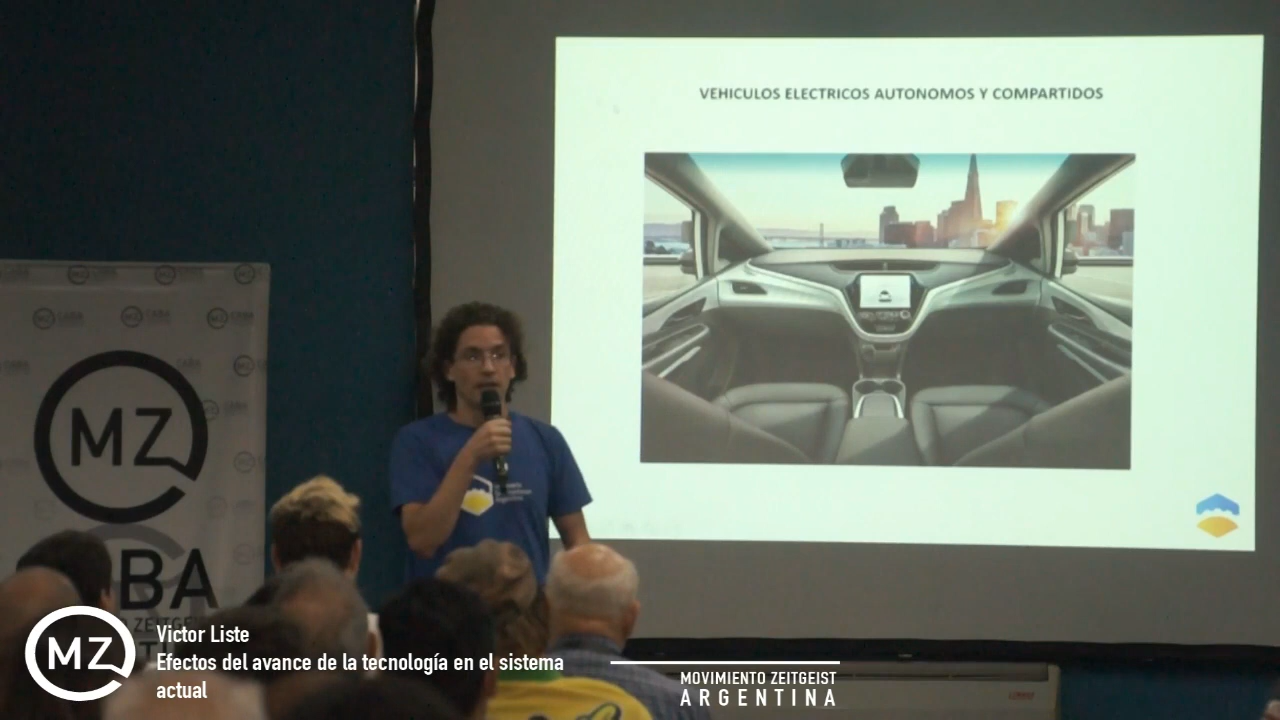 VEHICULOS ELECTRICOS AUTONOMOS Y COMPARTIDOS
MZ
BA
MZ
Victor Liste
Efectos del avance de la tecnología en el sistema
actual
MOVIMIENTO ZEITGEIST
ARGENTINA